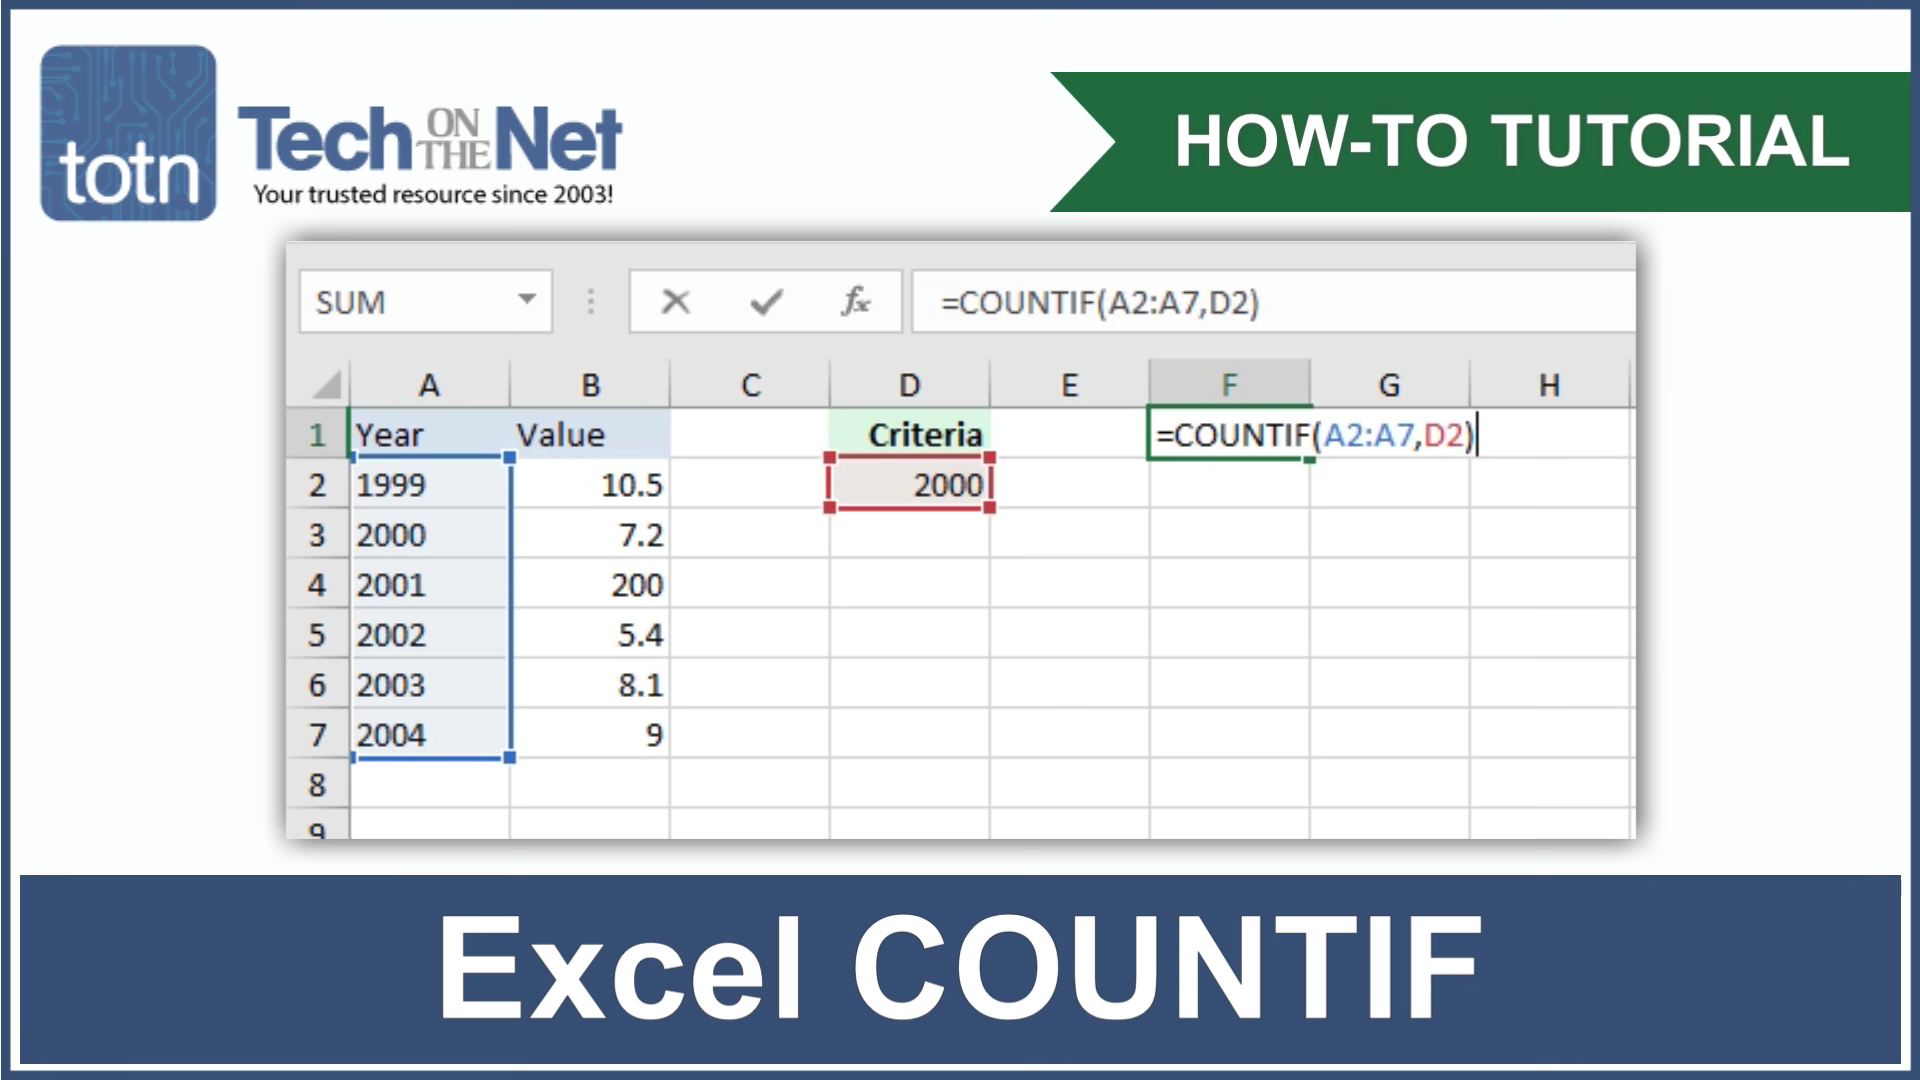 totn
Tech ON THE Net
Your trusted resource since 2003!
HOW-TO TUTORIAL
SUM fx =COUNTIF(A2:A7,D2)
A B C D E F G H
1 Year Value Criteria =COUNTIF(A2:A7,D2)
2 1999 10.5 2000
3 2000 7.2
4 2001 200
5 2002 5.4
6 2003 8.1
7 2004 9
8
9
Excel COUNTIF